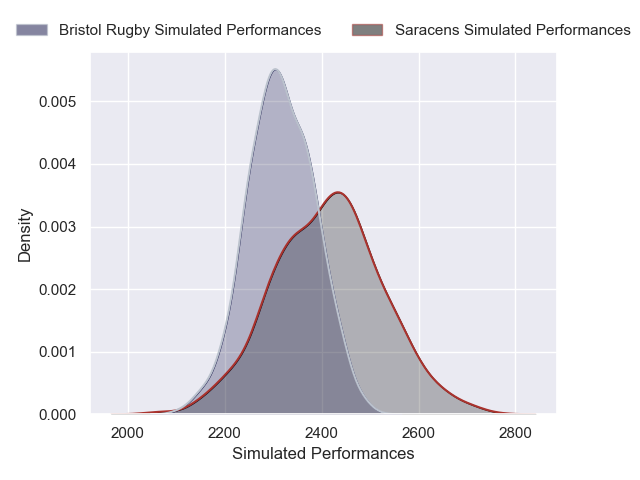 Bristol Rugby Simulated Performances
Saracens Simulated Performances
0.005
0.004
0.003
0.002
0.001
0.000
Density
2000
2200
2400
2600
2800
Simulated Performances